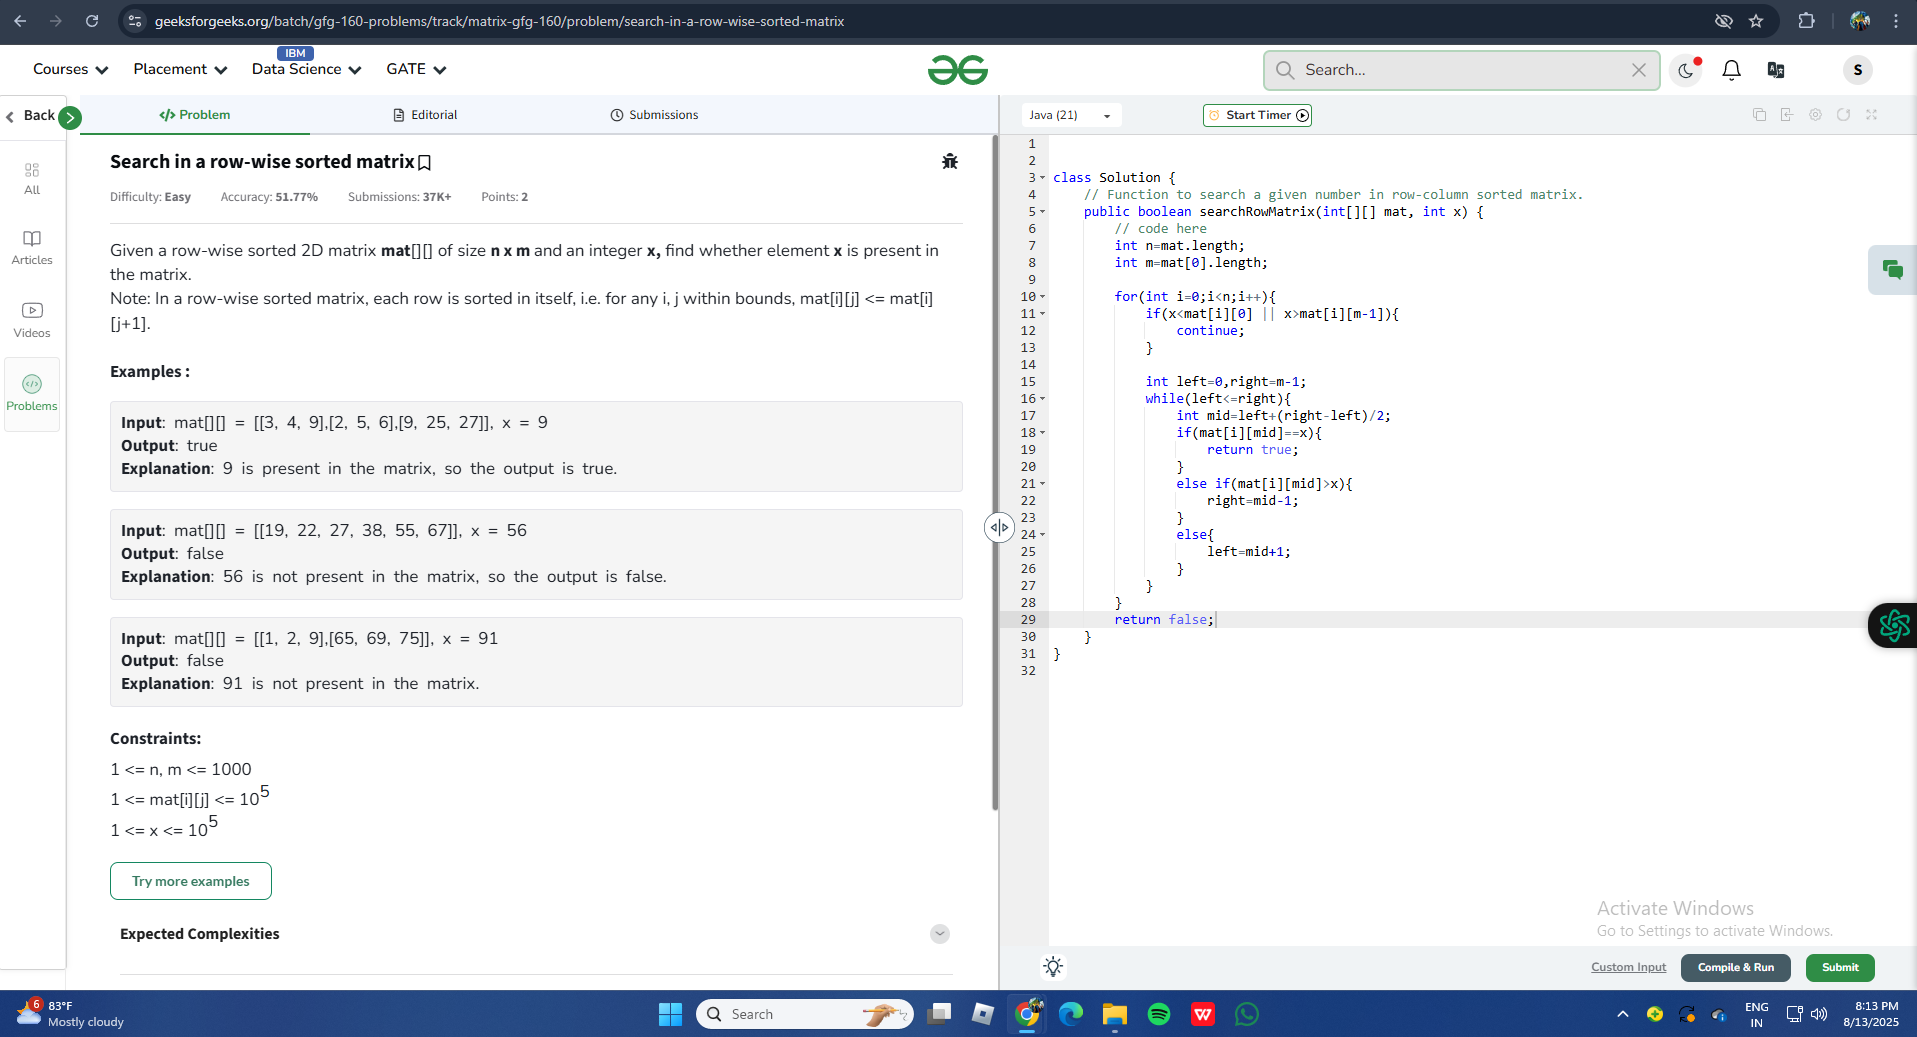 geeksforgeeks.org/batch/gfg-160-problems/track/matrix-gfg-160/problem/search-in-a-row-wise-sorted-matrix
IBM
Courses Placement Data Science GATE Search... S
Back
Problem Editorial Submissions
Java (21) Start Timer
All
Articles
Videos
Problems
Search in a row-wise sorted matrix
Difficulty: Easy Accuracy: 51.77% Submissions: 37K+ Points: 2
Given a row-wise sorted 2D matrix mat[][] of size n x m and an integer x, find whether element x is present in
the matrix.
Note: In a row-wise sorted matrix, each row is sorted in itself, i.e. for any i, j within bounds, mat[i][j] <= mat[i]
[j+1].
Examples :
Input: mat[][] = [[3, 4, 9],[2, 5, 6],[9, 25, 27]], x = 9
Output: true
Explanation: 9 is present in the matrix, so the output is true.
Input: mat[][] = [[19, 22, 27, 38, 55, 67]], x = 56
Output: false
Explanation: 56 is not present in the matrix, so the output is false.
Input: mat[][] = [[1, 2, 9],[65, 69, 75]], x = 91
Output: false
Explanation: 91 is not present in the matrix.
Constraints:
1 <= n, m <= 1000
1 <= mat[i][j] <= 10^5
1 <= x <= 10^5
Try more examples
Expected Complexities
1
2
3 class Solution {
4 // Function to search a given number in row-column sorted matrix.
5 public boolean searchRowMatrix(int[][] mat, int x) {
6 // code here
7 int n=mat.length;
8 int m=mat[0].length;
9
10 for(int i=0;i<n;i++){
11 if(x<mat[i][0] || x>mat[i][m-1]){
12 continue;
13 }
14
15 int left=0,right=m-1;
16 while(left<=right){
17 int mid=left+(right-left)/2;
18 if(mat[i][mid]==x){
19 return true;
20 }
21 else if(mat[i][mid]>x){
22 right=mid-1;
23 }
24 else{
25 left=mid+1;
26 }
27 }
28 }
29 return false;
30 }
31 }
32
Activate Windows
Go to Settings to activate Windows.
Custom Input Compile & Run Submit
6
83°F
Mostly cloudy
Search
ENG
IN
8:13 PM
8/13/2025